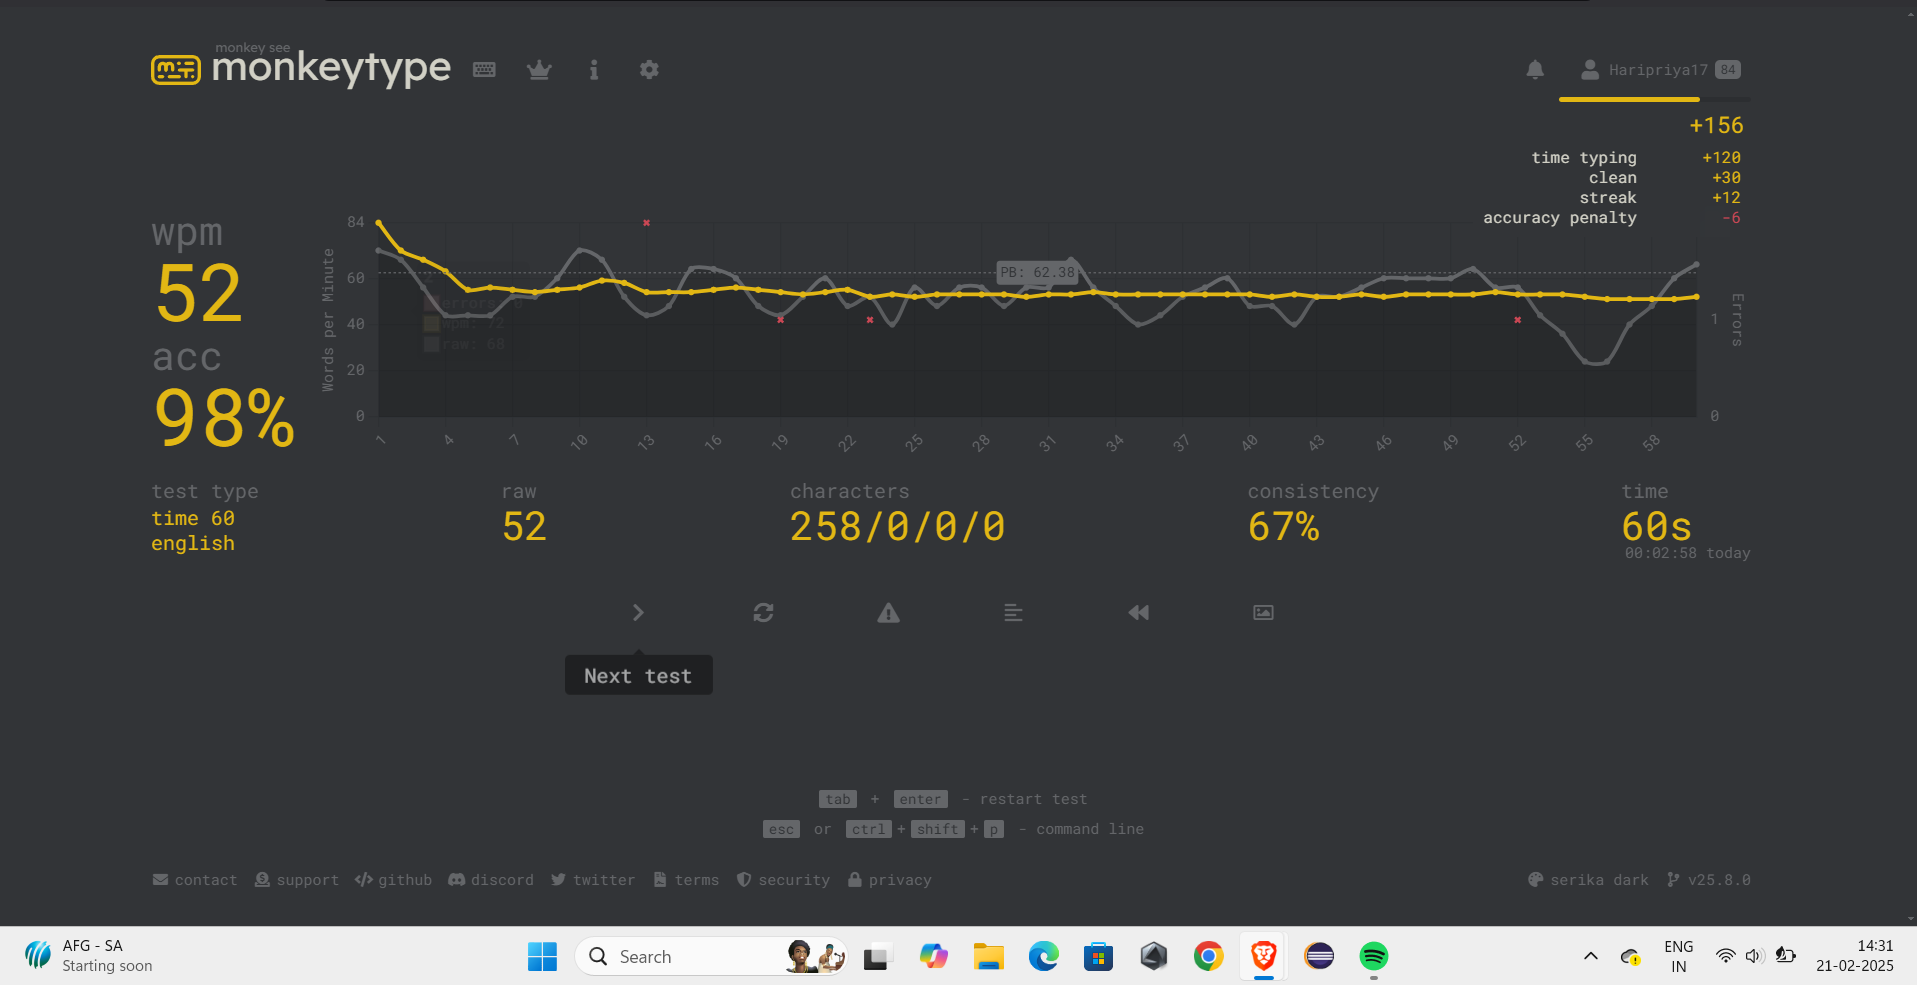 monkey see
monkeytype
Haripriya17 84
+156
time typing +120
clean +30
streak +12
accuracy penalty -6
wpm
52
acc
98%
Words per Minute
84
60
40
20
0
PB: 62.38
errors: 0
wpm: 72
raw: 68
Errors
1
0
1 4 7 10 13 16 19 22 25 28 31 34 37 40 43 46 49 52 55 58
test type
time 60
english
raw
52
characters
258/0/0/0
consistency
67%
time
60s
00:02:58 today
Next test
tab + enter - restart test
esc or ctrl + shift + p - command line
contact support github discord twitter terms security privacy
serika dark v25.8.0
AFG - SA
Starting soon
Search
ENG
IN
14:31
21-02-2025